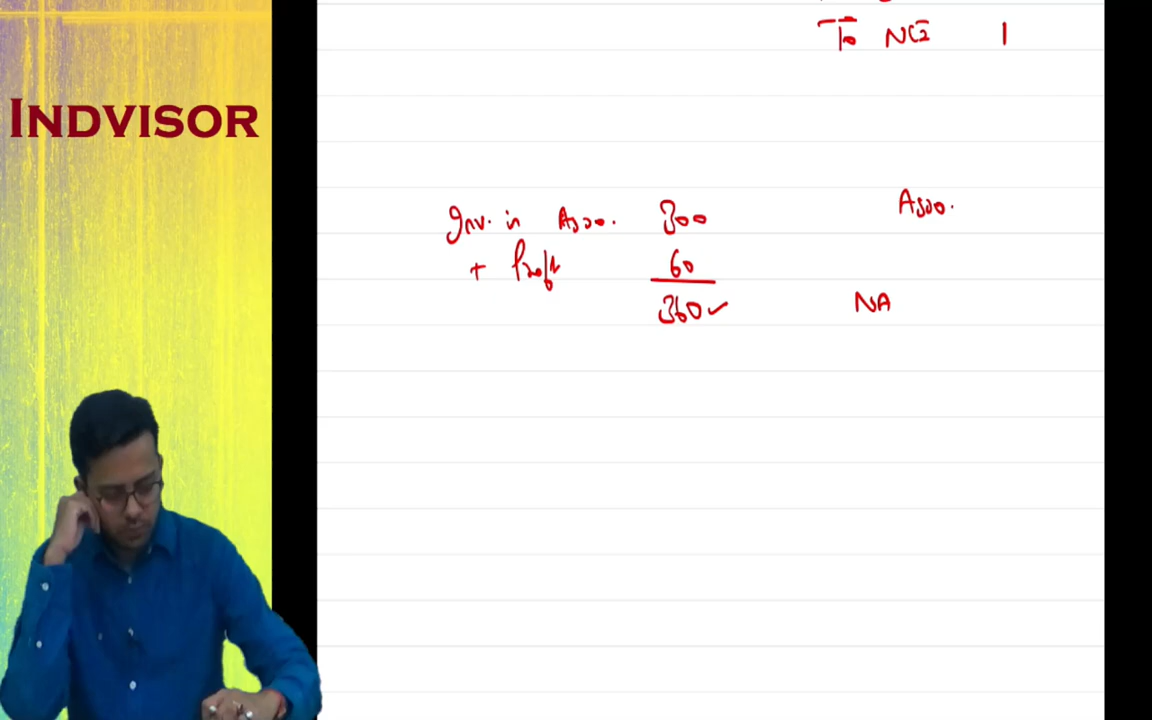 INDVISOR
To NCI 1
Inv. in Asso. 300
Asso.
+ Profit 60
360 ✓
NA